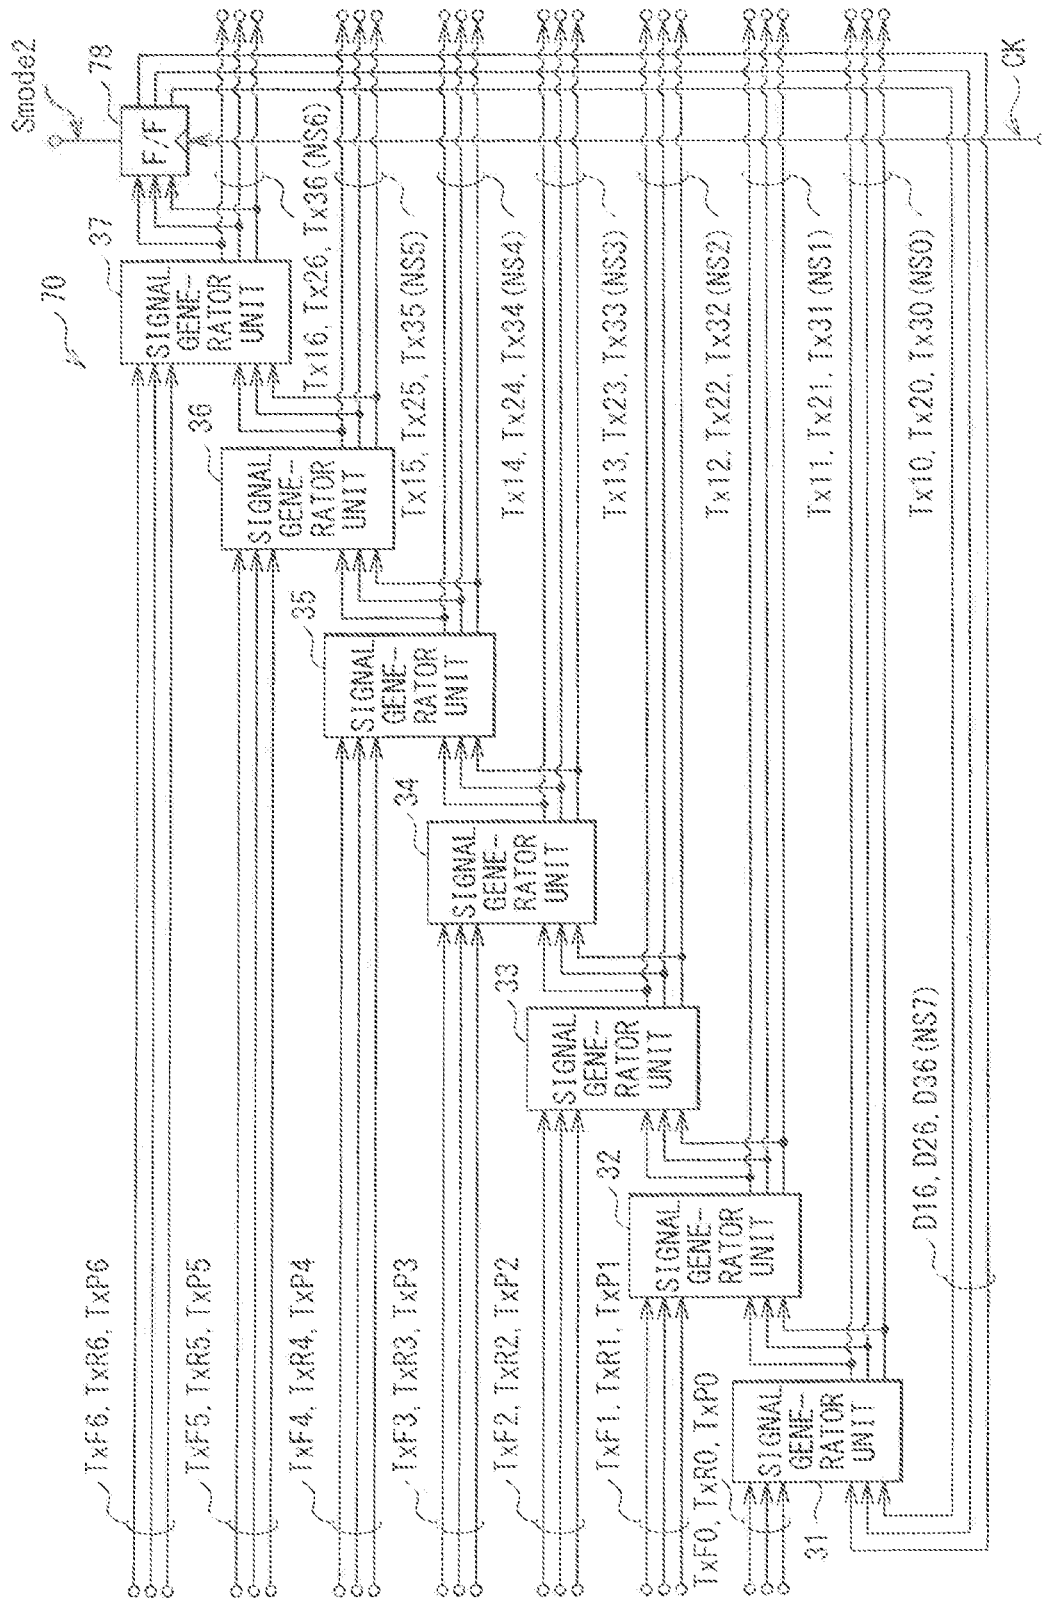 70
Smode2
78
F/F
CK
37
SIGNAL
GENE-
RATOR
UNIT
36
SIGNAL
GENE-
RATOR
UNIT
35
SIGNAL
GENE-
RATOR
UNIT
34
SIGNAL
GENE-
RATOR
UNIT
33
SIGNAL
GENE-
RATOR
UNIT
32
SIGNAL
GENE-
RATOR
UNIT
31
SIGNAL
GENE-
RATOR
UNIT
TxF6, TxR6, TxP6
TxF5, TxR5, TxP5
TxF4, TxR4, TxP4
TxF3, TxR3, TxP3
TxF2, TxR2, TxP2
TxF1, TxR1, TxP1
TxF0, TxR0, TxP0
Tx16, Tx26, Tx36 (NS6)
Tx15, Tx25, Tx35 (NS5)
Tx14, Tx24, Tx34 (NS4)
Tx13, Tx23, Tx33 (NS3)
Tx12, Tx22, Tx32 (NS2)
Tx11, Tx21, Tx31 (NS1)
Tx10, Tx20, Tx30 (NS0)
D16, D26, D36 (NS7)